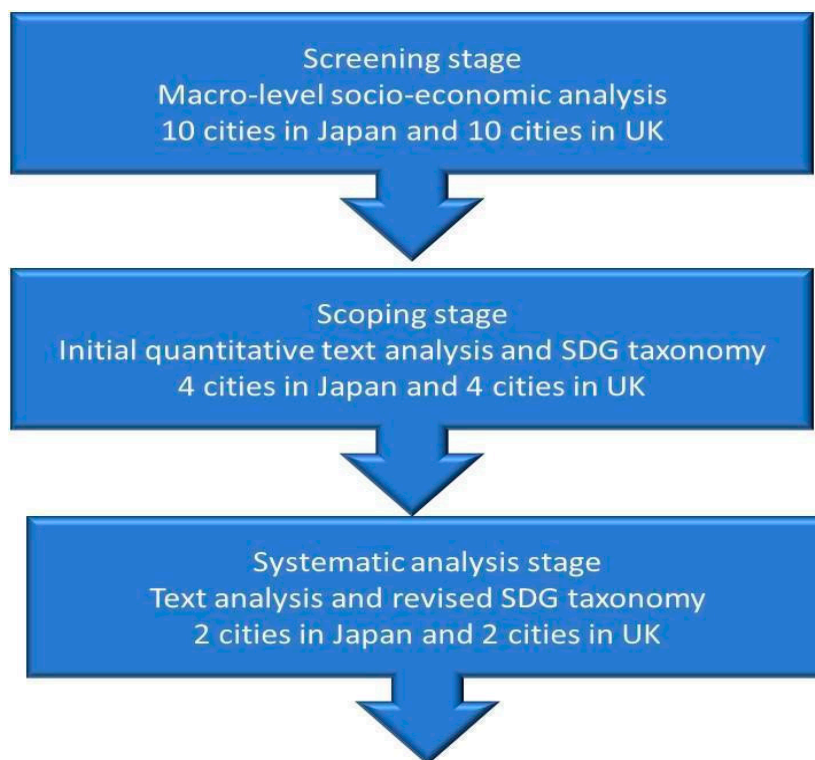 Screening stage
Macro-level socio-economic analysis
10 cities in Japan and 10 cities in UK
Scoping stage
Initial quantitative text analysis and SDG taxonomy
4 cities in Japan and 4 cities in UK
Systematic analysis stage
Text analysis and revised SDG taxonomy
2 cities in Japan and 2 cities in UK